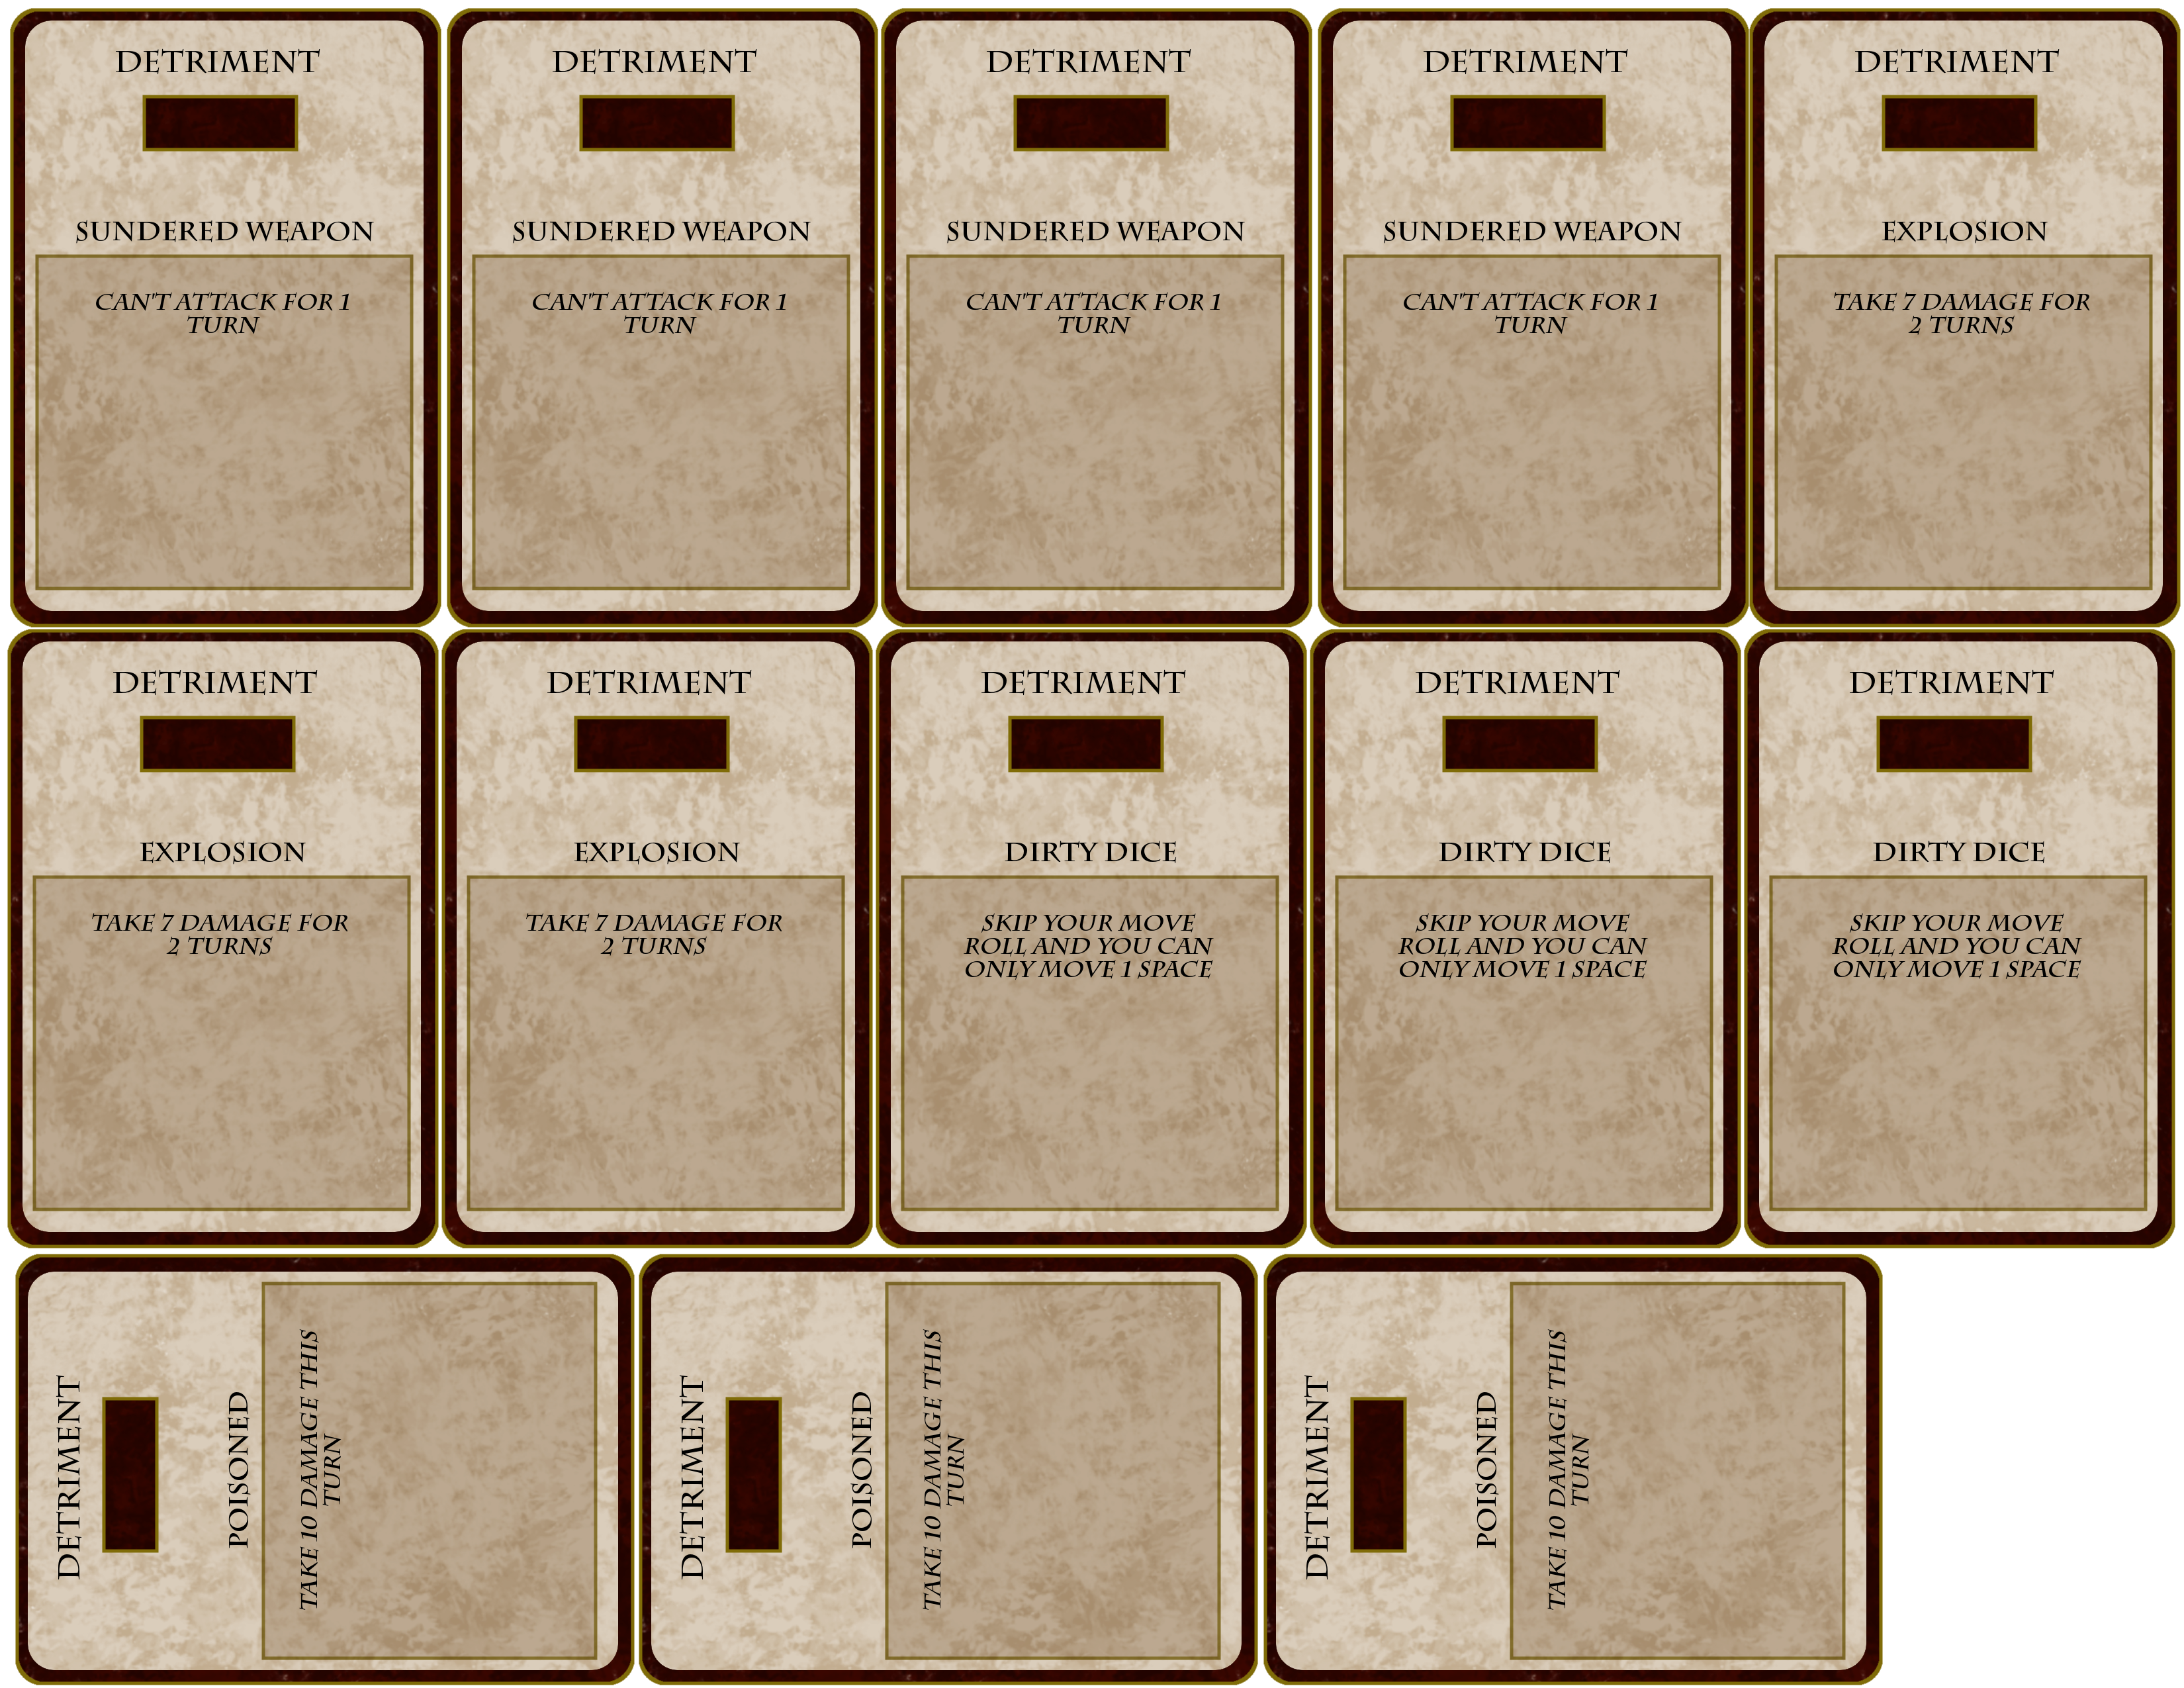 DETRIMENT
SUNDERED WEAPON
CAN'T ATTACK FOR 1
TURN
DETRIMENT
SUNDERED WEAPON
CAN'T ATTACK FOR 1
TURN
DETRIMENT
SUNDERED WEAPON
CAN'T ATTACK FOR 1
TURN
DETRIMENT
SUNDERED WEAPON
CAN'T ATTACK FOR 1
TURN
DETRIMENT
EXPLOSION
TAKE 7 DAMAGE FOR
2 TURNS
DETRIMENT
EXPLOSION
TAKE 7 DAMAGE FOR
2 TURNS
DETRIMENT
EXPLOSION
TAKE 7 DAMAGE FOR
2 TURNS
DETRIMENT
DIRTY DICE
SKIP YOUR MOVE
ROLL AND YOU CAN
ONLY MOVE 1 SPACE
DETRIMENT
DIRTY DICE
SKIP YOUR MOVE
ROLL AND YOU CAN
ONLY MOVE 1 SPACE
DETRIMENT
DIRTY DICE
SKIP YOUR MOVE
ROLL AND YOU CAN
ONLY MOVE 1 SPACE
DETRIMENT
POISONED
TAKE 10 DAMAGE THIS
TURN
DETRIMENT
POISONED
TAKE 10 DAMAGE THIS
TURN
DETRIMENT
POISONED
TAKE 10 DAMAGE THIS
TURN